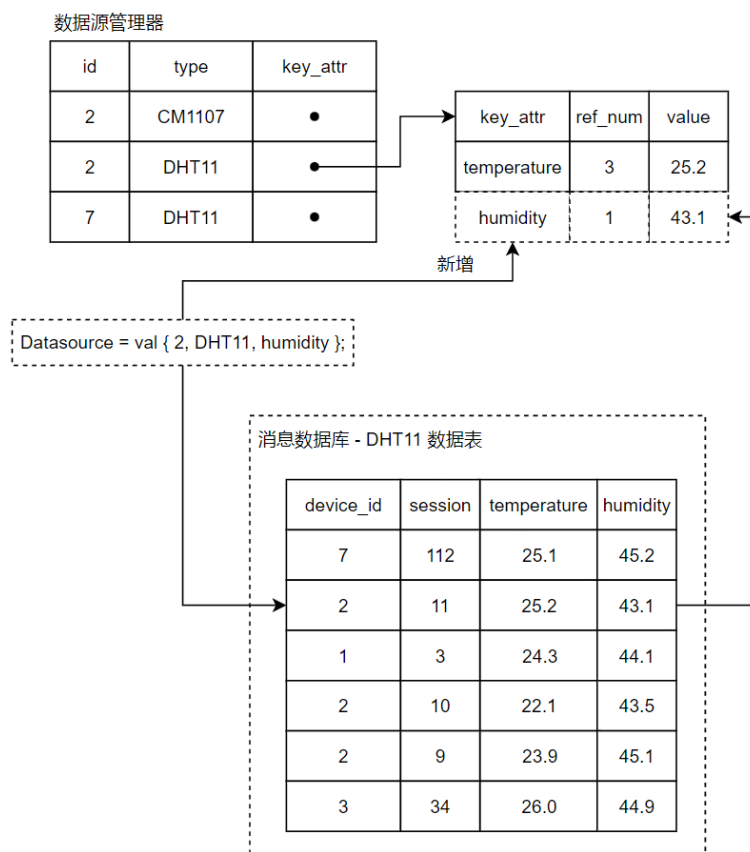 数据源管理器
id type key_attr
2 CM1107
2 DHT11
7 DHT11
key_attr ref_num value
temperature 3 25.2
humidity 1 43.1
新增
Datasource = val { 2, DHT11, humidity };
消息数据库 - DHT11 数据表
device_id session temperature humidity
7 112 25.1 45.2
2 11 25.2 43.1
1 3 24.3 44.1
2 10 22.1 43.5
2 9 23.9 45.1
3 34 26.0 44.9